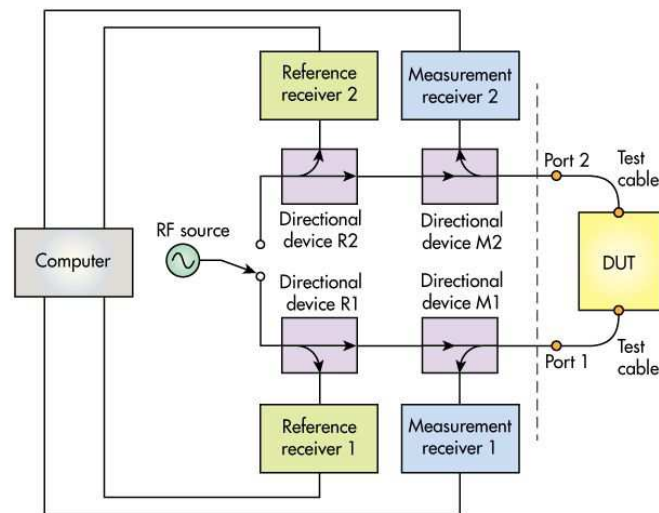 Reference
receiver 2
Measurement
receiver 2
Port 2
Test
cable
Directional
device R2
Directional
device M2
RF source
Computer
DUT
Directional
device R1
Directional
device M1
Port 1
Test
cable
Reference
receiver 1
Measurement
receiver 1